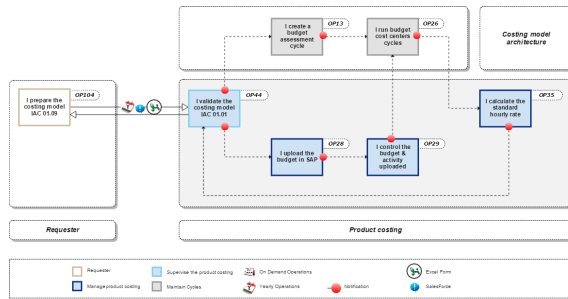 I create a
budget
assessment
cycle
OP13
I run budget
cost centers
cycles
OP26
Costing model
architecture
I prepare the
costing model
IAC 01.09
OP104
I validate the
costing model
IAC 01.01
OP44
I calculate the
standard
hourly rate
OP35
I upload the
budget in SAP
OP28
I control the
budget &
activity
uploaded
OP29
Requester
Product costing
Requester
Supervise the product costing
On Demand Operations
Excel Form
Manage product costing
Maintain Cycles
Yearly Operations
Notification
SalesForce